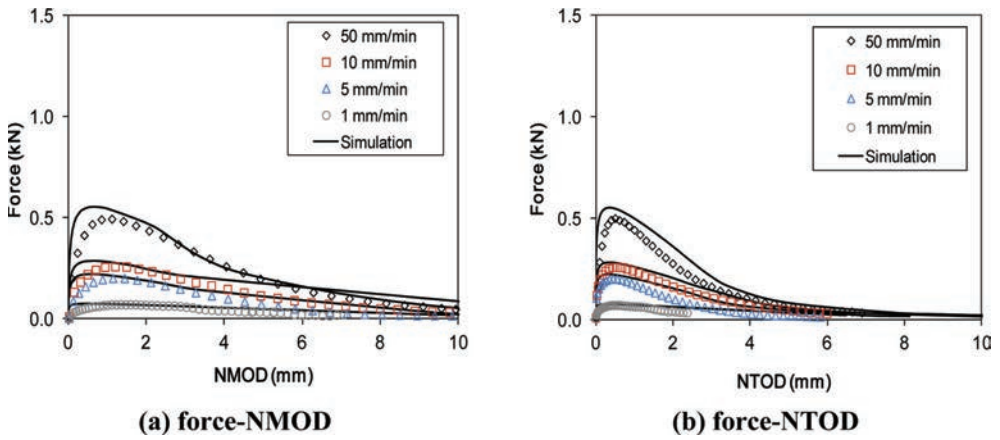 1.5
1.0
0.5
0.0
Force (kN)
50 mm/min
10 mm/min
5 mm/min
1 mm/min
Simulation
0 2 4 6 8 10
NMOD (mm)
(a) force-NMOD
1.5
1.0
0.5
0.0
Force (kN)
50 mm/min
10 mm/min
5 mm/min
1 mm/min
Simulation
0 2 4 6 8 10
NTOD (mm)
(b) force-NTOD